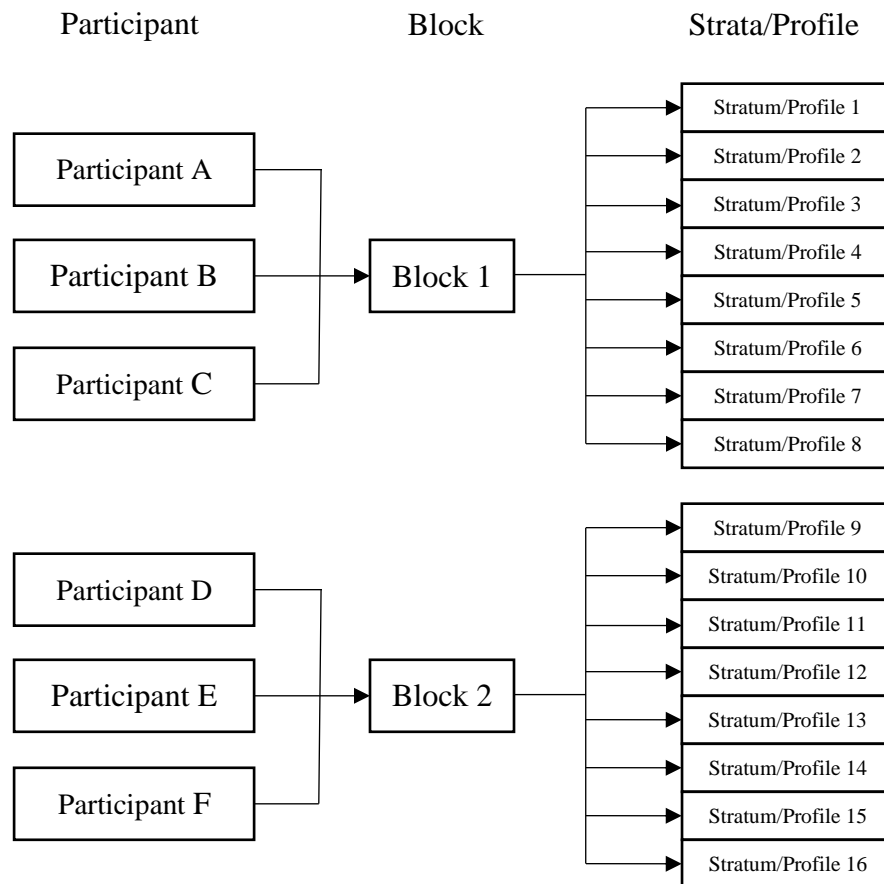 Participant Block Strata/Profile
Participant A
Participant B
Participant C
Block 1
Stratum/Profile 1
Stratum/Profile 2
Stratum/Profile 3
Stratum/Profile 4
Stratum/Profile 5
Stratum/Profile 6
Stratum/Profile 7
Stratum/Profile 8
Participant D
Participant E
Participant F
Block 2
Stratum/Profile 9
Stratum/Profile 10
Stratum/Profile 11
Stratum/Profile 12
Stratum/Profile 13
Stratum/Profile 14
Stratum/Profile 15
Stratum/Profile 16